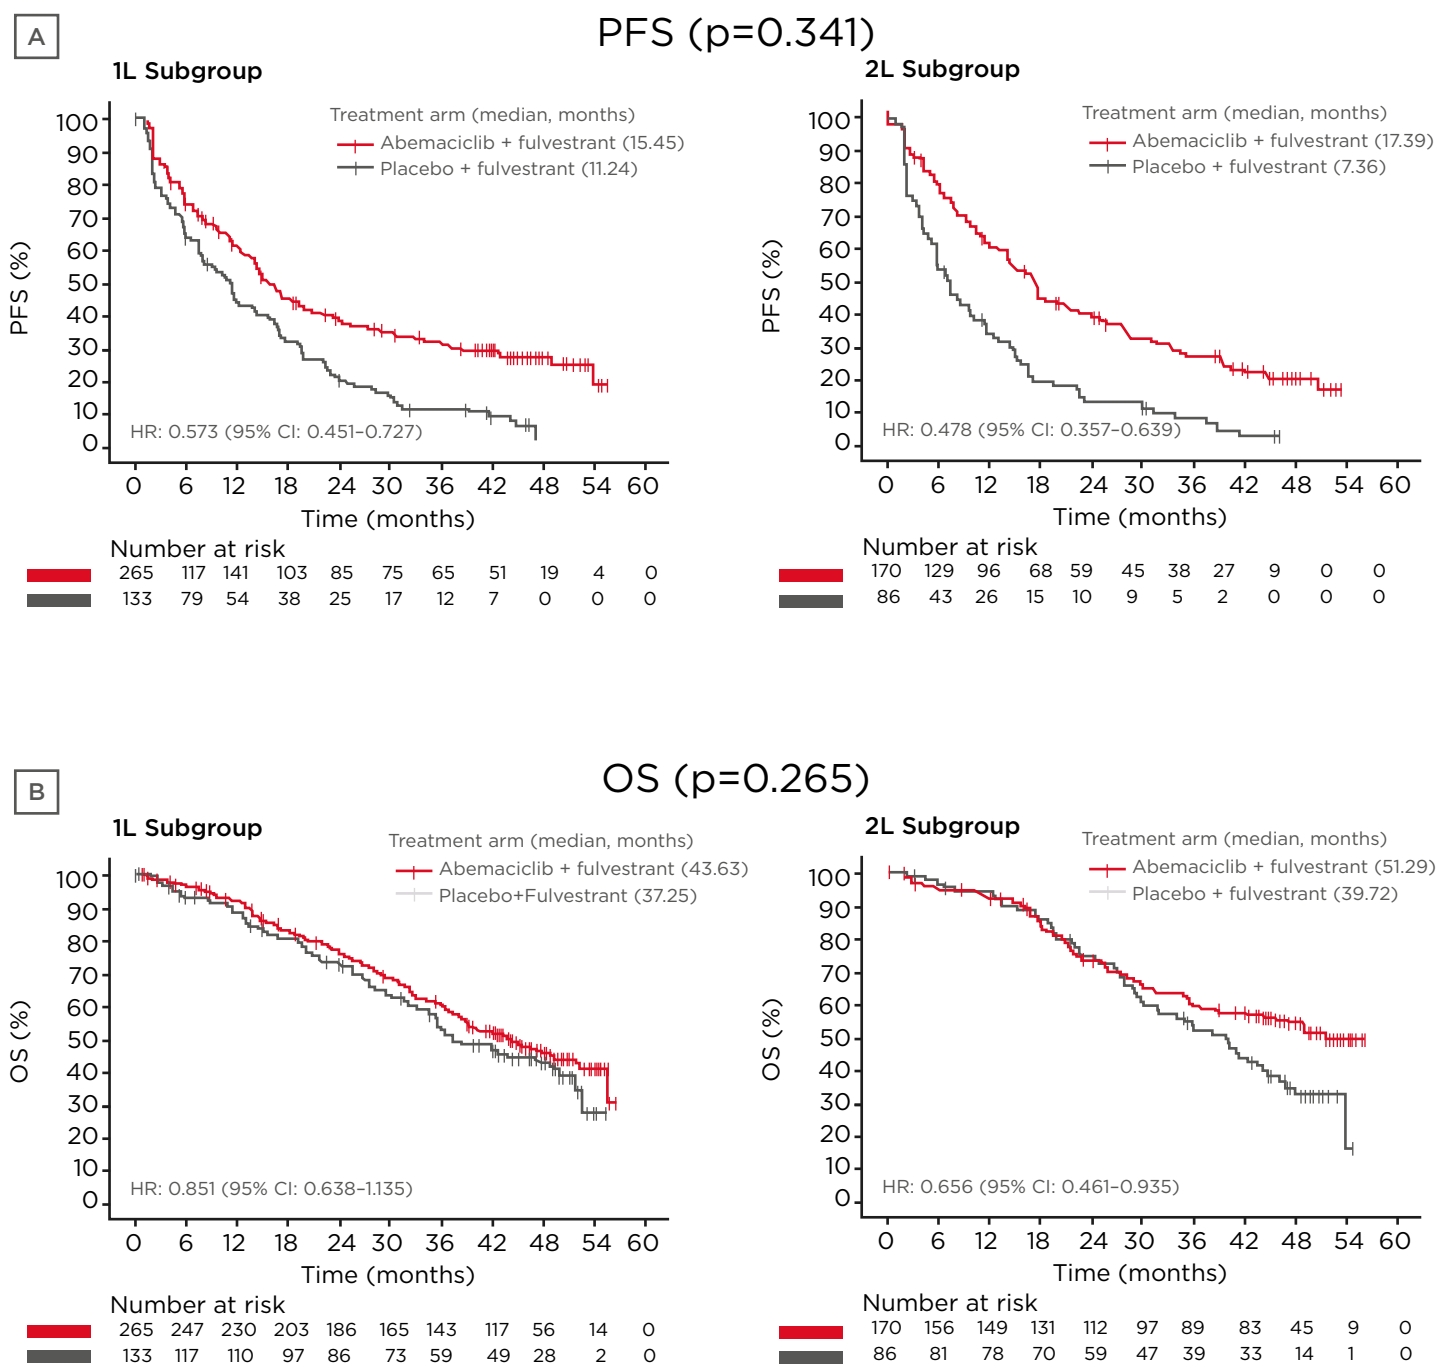 A
PFS (p=0.341)
1L Subgroup
Treatment arm (median, months)
Abemaciclib + fulvestrant (15.45)
Placebo + fulvestrant (11.24)
PFS (%)
100
90
80
70
60
50
40
30
20
10
0
HR: 0.573 (95% CI: 0.451–0.727)
0 6 12 18 24 30 36 42 48 54 60
Time (months)
Number at risk
265 117 141 103 85 75 65 51 19 4 0
133 79 54 38 25 17 12 7 0 0 0
2L Subgroup
Treatment arm (median, months)
Abemaciclib + fulvestrant (17.39)
Placebo + fulvestrant (7.36)
PFS (%)
100
90
80
70
60
50
40
30
20
10
0
HR: 0.478 (95% CI: 0.357–0.639)
0 6 12 18 24 30 36 42 48 54 60
Time (months)
Number at risk
170 129 96 68 59 45 38 27 9 0 0
86 43 26 15 10 9 5 2 0 0 0
B
OS (p=0.265)
1L Subgroup
Treatment arm (median, months)
Abemaciclib + fulvestrant (43.63)
Placebo+Fulvestrant (37.25)
OS (%)
100
90
80
70
60
50
40
30
20
10
0
HR: 0.851 (95% CI: 0.638–1.135)
0 6 12 18 24 30 36 42 48 54 60
Time (months)
Number at risk
265 247 230 203 186 165 143 117 56 14 0
133 117 110 97 86 73 59 49 28 2 0
2L Subgroup
Treatment arm (median, months)
Abemaciclib + fulvestrant (51.29)
Placebo + fulvestrant (39.72)
OS (%)
100
90
80
70
60
50
40
30
20
10
0
HR: 0.656 (95% CI: 0.461–0.935)
0 6 12 18 24 30 36 42 48 54 60
Time (months)
Number at risk
170 156 149 131 112 97 89 83 45 9 0
86 81 78 70 59 47 39 33 14 1 0